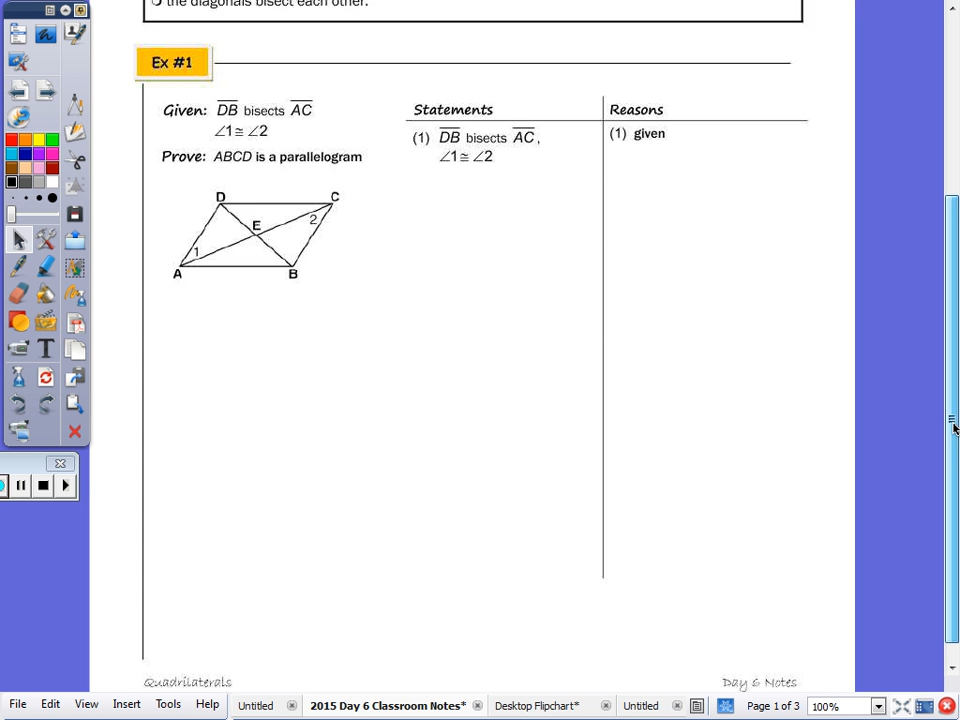 the diagonals bisect each other.
Ex #1
Given: DB bisects AC
∠1 ≅ ∠2
Prove: ABCD is a parallelogram
Statements
Reasons
(1) DB bisects AC,
∠1 ≅ ∠2
(1) given
D
C
E
2
1
A
B
Quadrilaterals
Day 6 Notes
File Edit View Insert Tools Help
Untitled
2015 Day 6 Classroom Notes*
Desktop Flipchart*
Untitled
Page 1 of 3
100%